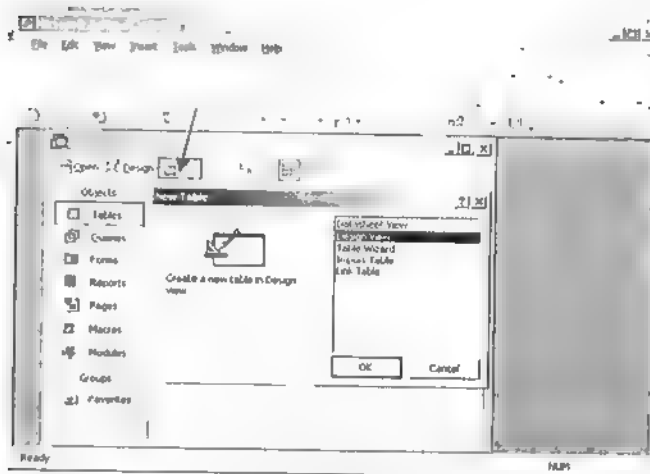 File Edit View Insert Tools Window Help
Open Design
New Table
Objects
Tables
Queries
Forms
Reports
Pages
Macros
Modules
Groups
Favorites
Create a new table in Design
view
Datasheet View
Design View
Table Wizard
Import Table
Link Table
OK Cancel
Ready
NUM